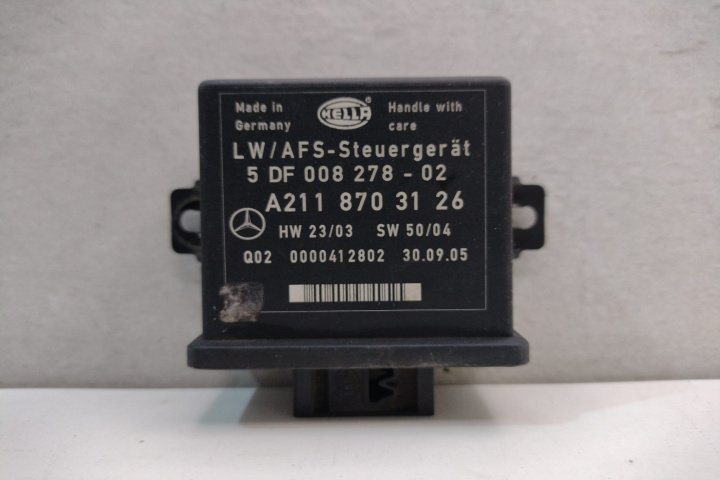 Made in HELLA ® Handle with
Germany care
LW/AFS-Steuergerät
5 DF 008 278 - 02
A211 870 31 26
HW 23/03 SW 50/04
Q02 0000412802 30.09.05